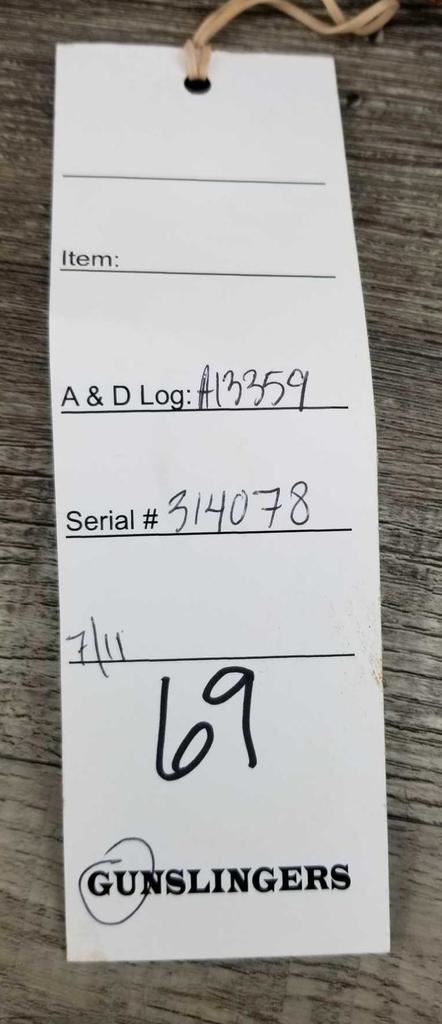 Item:
A & D Log: A13359
Serial # 314078
7/11
69
GUNSLINGERS